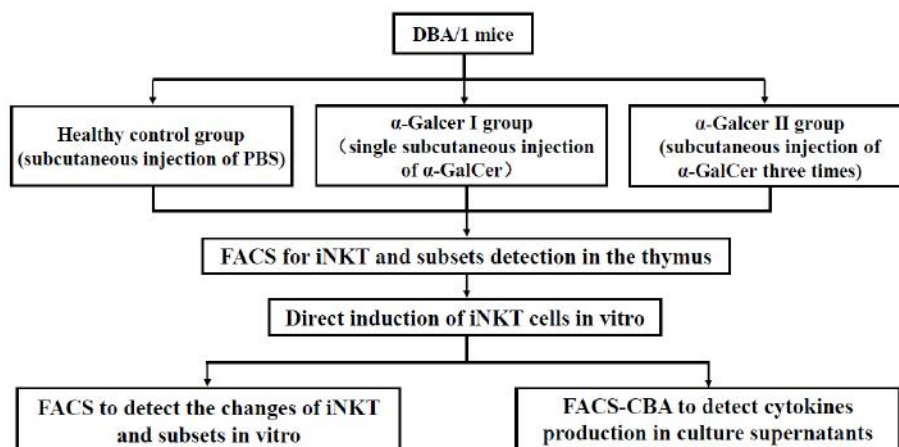 DBA/1 mice
Healthy control group
(subcutaneous injection of PBS)
α-Galcer I group
（single subcutaneous injection
of α-GalCer）
α-Galcer II group
(subcutaneous injection of
α-GalCer three times)
FACS for iNKT and subsets detection in the thymus
Direct induction of iNKT cells in vitro
FACS to detect the changes of iNKT
and subsets in vitro
FACS-CBA to detect cytokines
production in culture supernatants